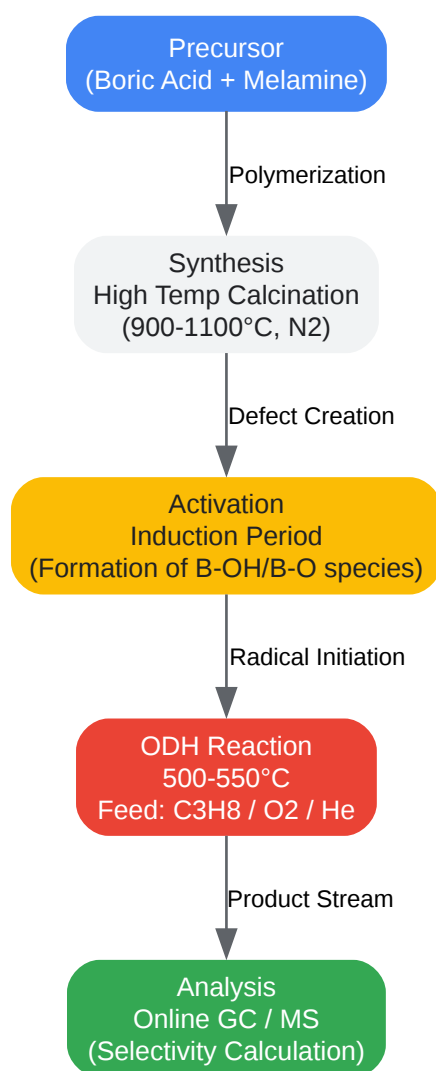 Precursor
(Boric Acid + Melamine)
Polymerization
Synthesis
High Temp Calcination
(900-1100°C, N2)
Defect Creation
Activation
Induction Period
(Formation of B-OH/B-O species)
Radical Initiation
ODH Reaction
500-550°C
Feed: C3H8 / O2 / He
Product Stream
Analysis
Online GC / MS
(Selectivity Calculation)